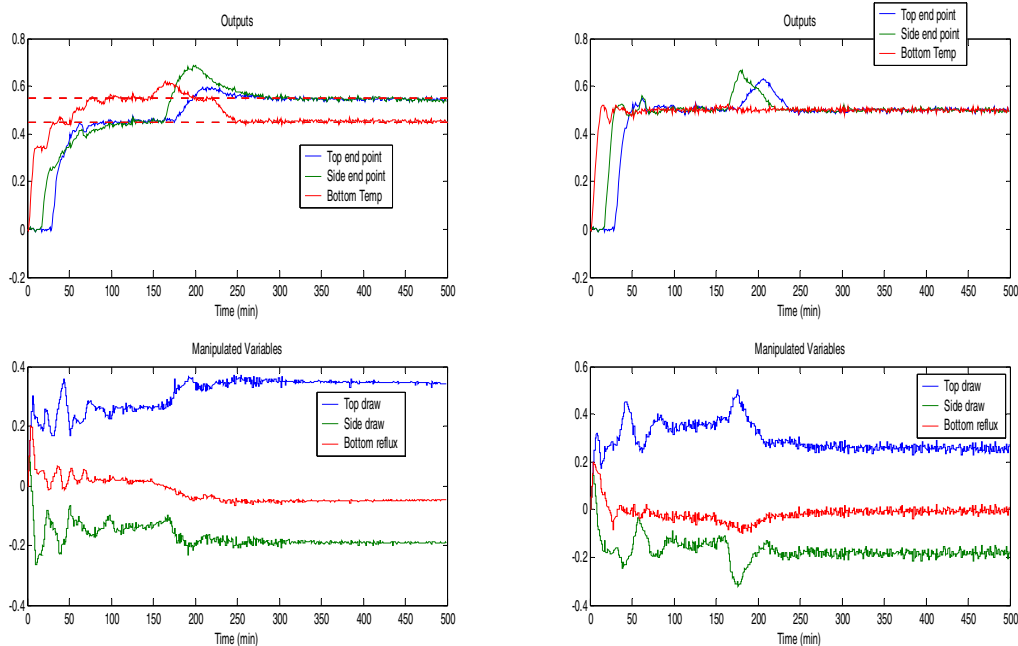 Outputs
0.8
0.6
0.4
0.2
0
-0.2
0 50 100 150 200 250 300 350 400 450 500
Time (min)
Top end point
Side end point
Bottom Temp
Outputs
0.8
0.6
0.4
0.2
0
-0.2
0 50 100 150 200 250 300 350 400 450 500
Time (min)
Top end point
Side end point
Bottom Temp
Manipulated Variables
0.4
0.2
0
-0.2
-0.4
0 50 100 150 200 250 300 350 400 450 500
Time (min)
Top draw
Side draw
Bottom reflux
Manipulated Variables
0.6
0.4
0.2
0
-0.2
-0.4
0 50 100 150 200 250 300 350 400 450 500
Time (min)
Top draw
Side draw
Bottom reflux